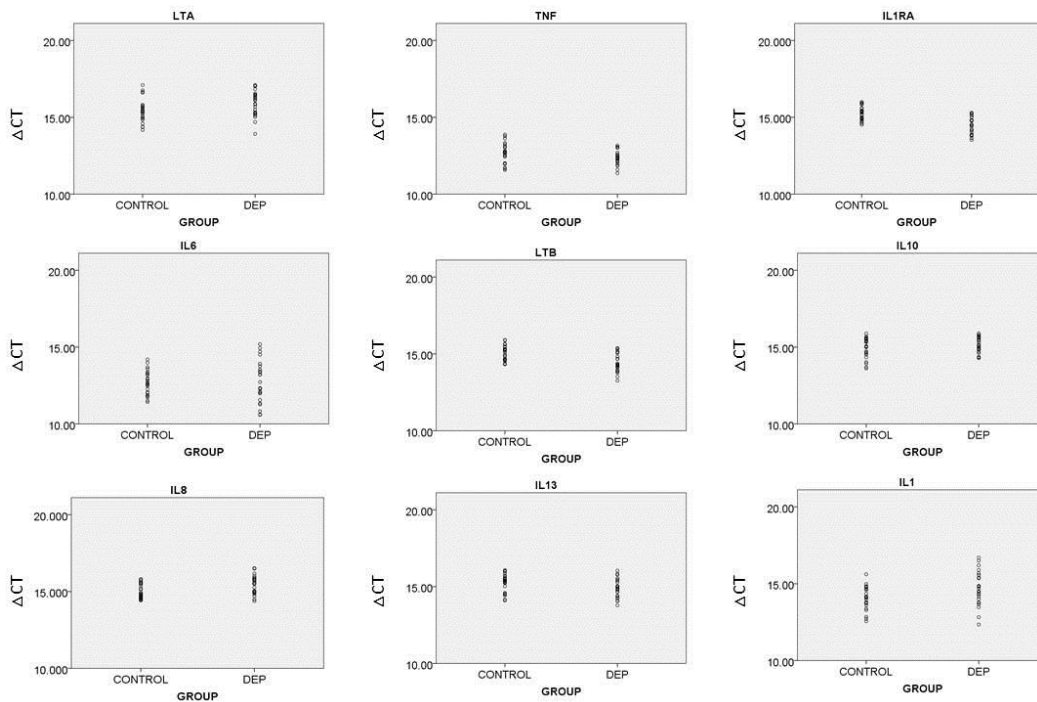 LTA
20.00
15.00
10.00
ΔCT
CONTROL DEP
GROUP
TNF
20.00
15.00
10.00
ΔCT
CONTROL DEP
GROUP
IL1RA
20.000
15.000
10.000
ΔCT
CONTROL DEP
GROUP
IL6
20.00
15.00
10.00
ΔCT
CONTROL DEP
GROUP
LTB
20.00
15.00
10.00
ΔCT
CONTROL DEP
GROUP
IL10
20.00
15.00
10.00
ΔCT
CONTROL DEP
GROUP
IL8
20.000
15.000
10.000
ΔCT
CONTROL DEP
GROUP
IL13
20.00
15.00
10.00
ΔCT
CONTROL DEP
GROUP
IL1
20.00
15.00
10.00
ΔCT
CONTROL DEP
GROUP